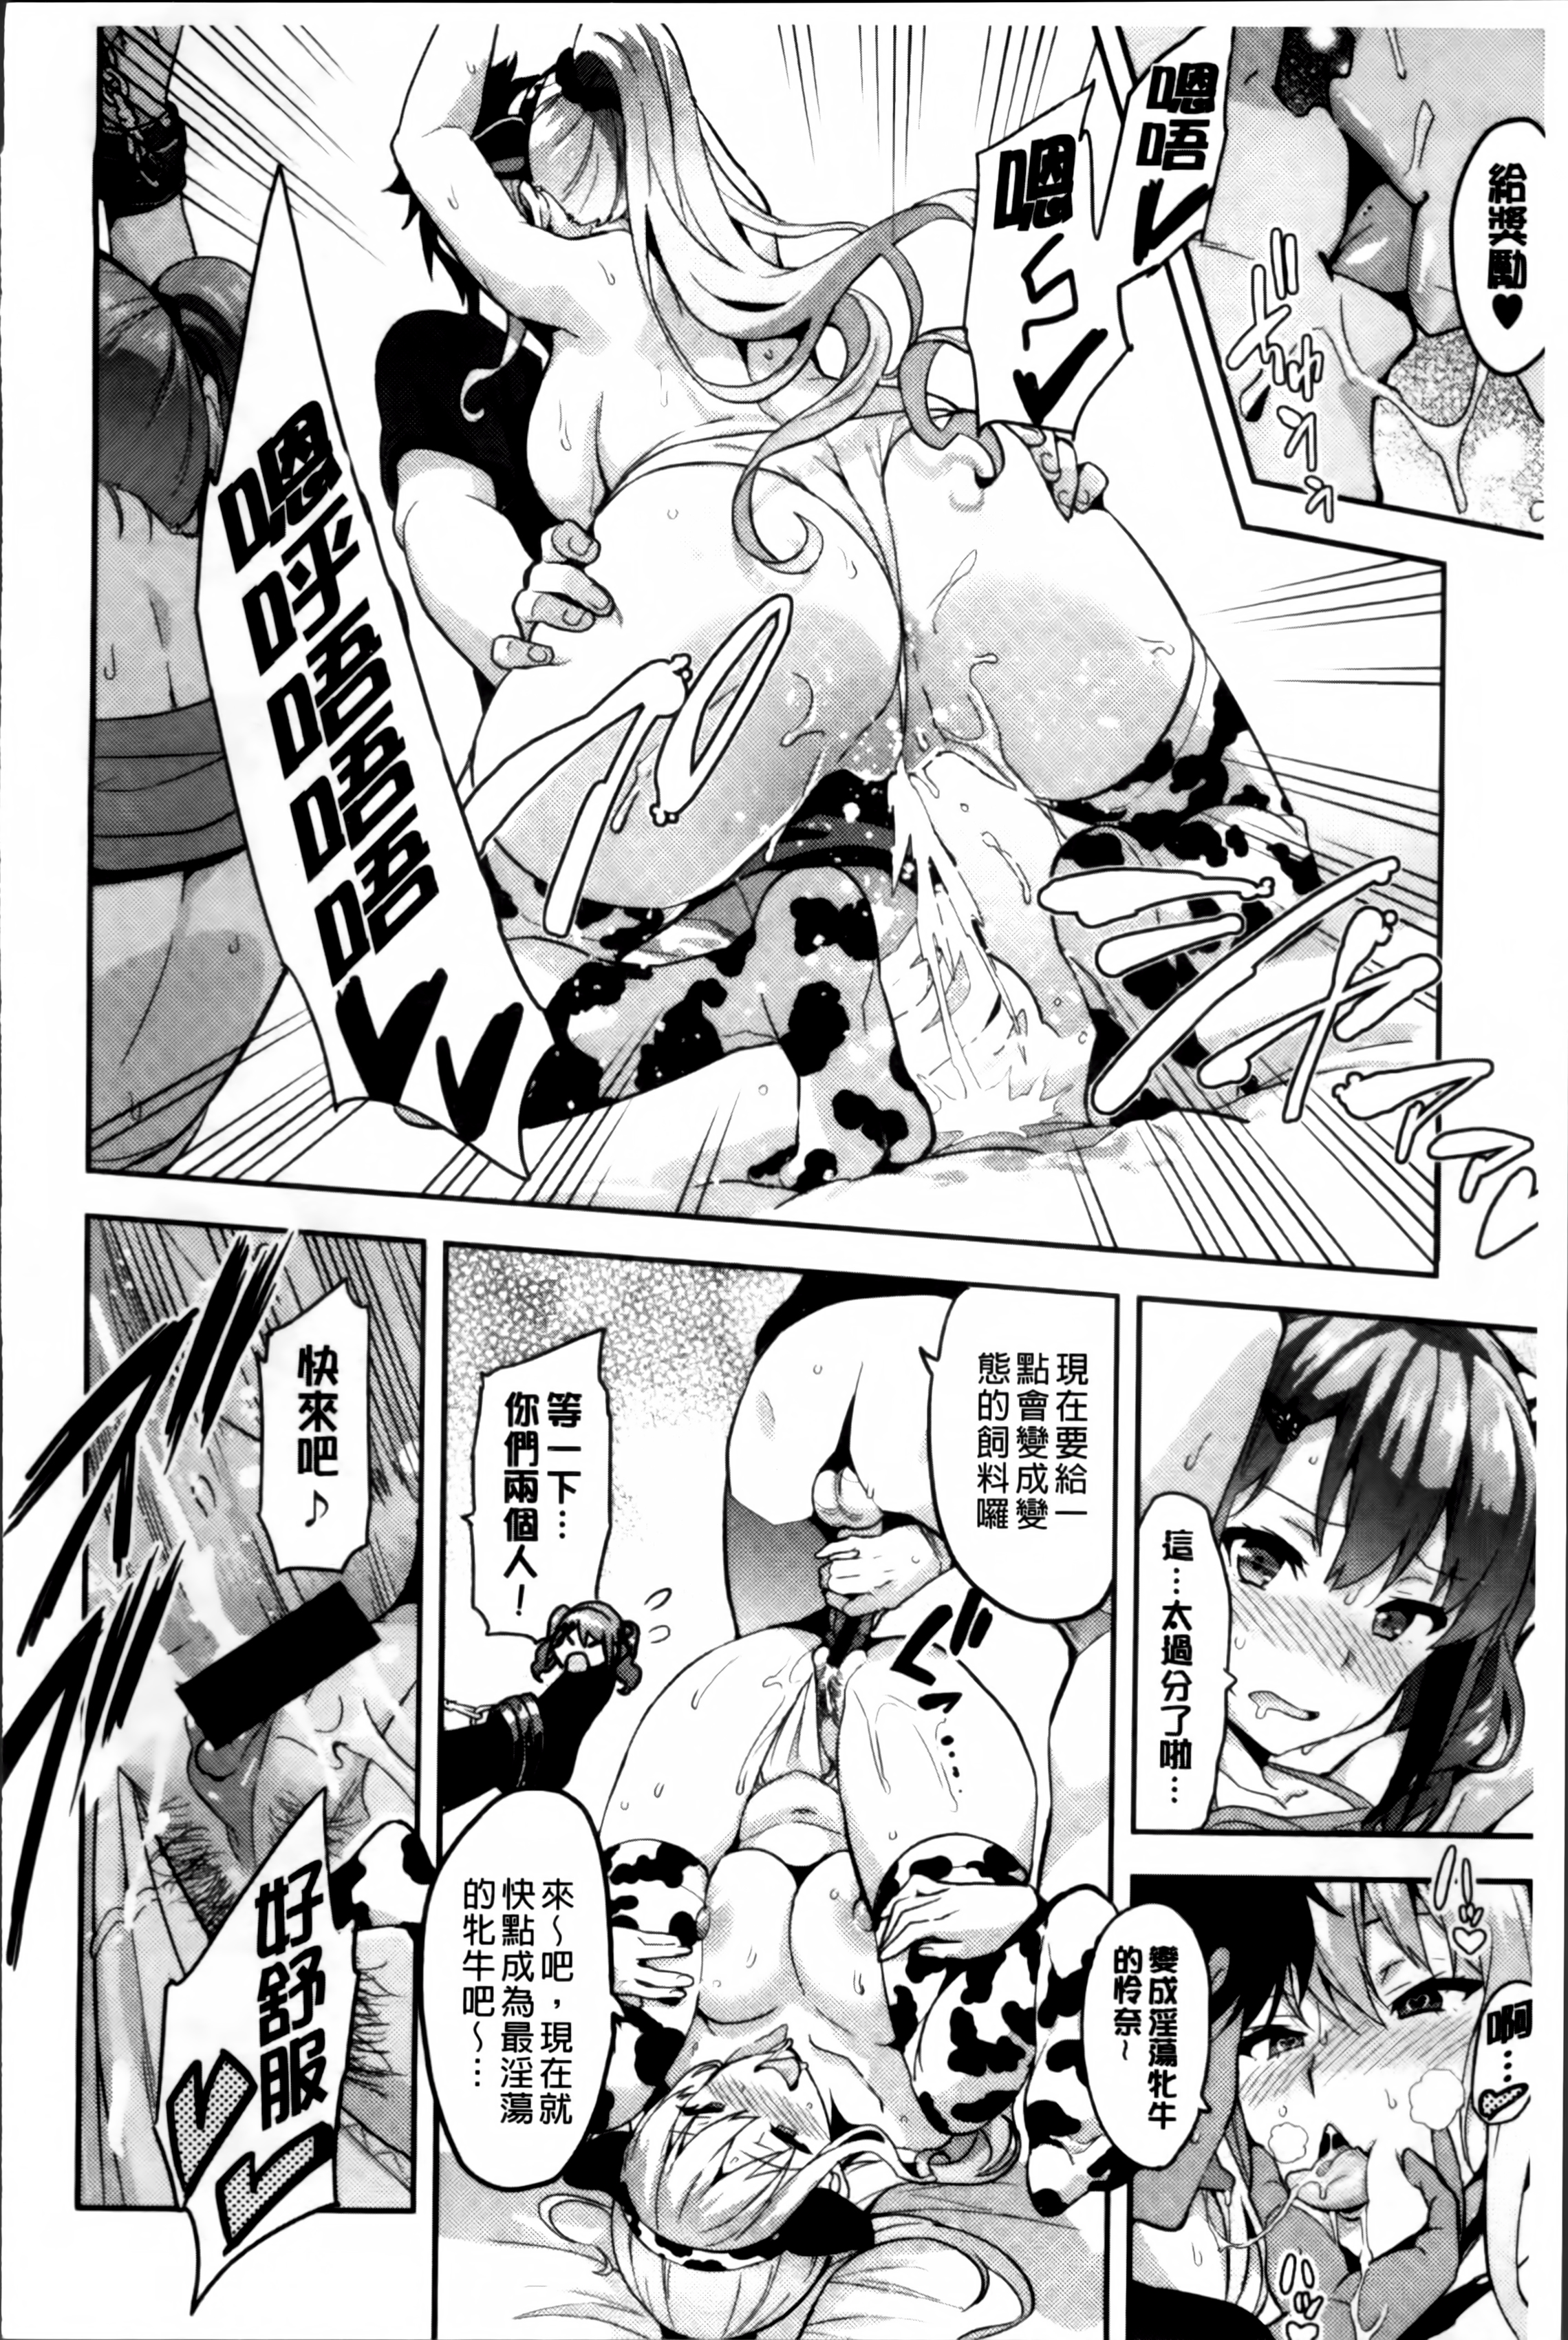 給獎勵♥
嗯唔
嗯
嗯呼唔唔唔
這…太過分了啦…
變成淫蕩牝牛
的怜奈~
啊…
現在要給一
點會變成變
態的飼料囉
等一下…
你們兩個人!
來~吧,現在就
快點成為最淫蕩
的牝牛吧~…
快來吧♪
好舒服